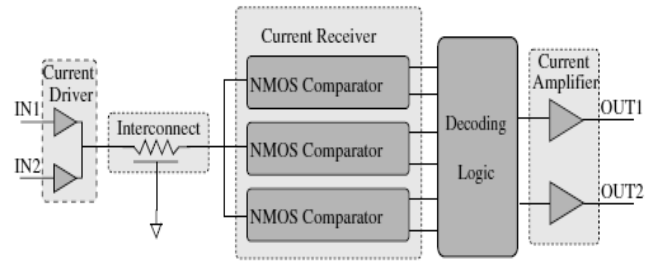 Current
Driver
IN1
IN2
Interconnect
Current Receiver
NMOS Comparator
NMOS Comparator
NMOS Comparator
Decoding
Logic
Current
Amplifier
OUT1
OUT2